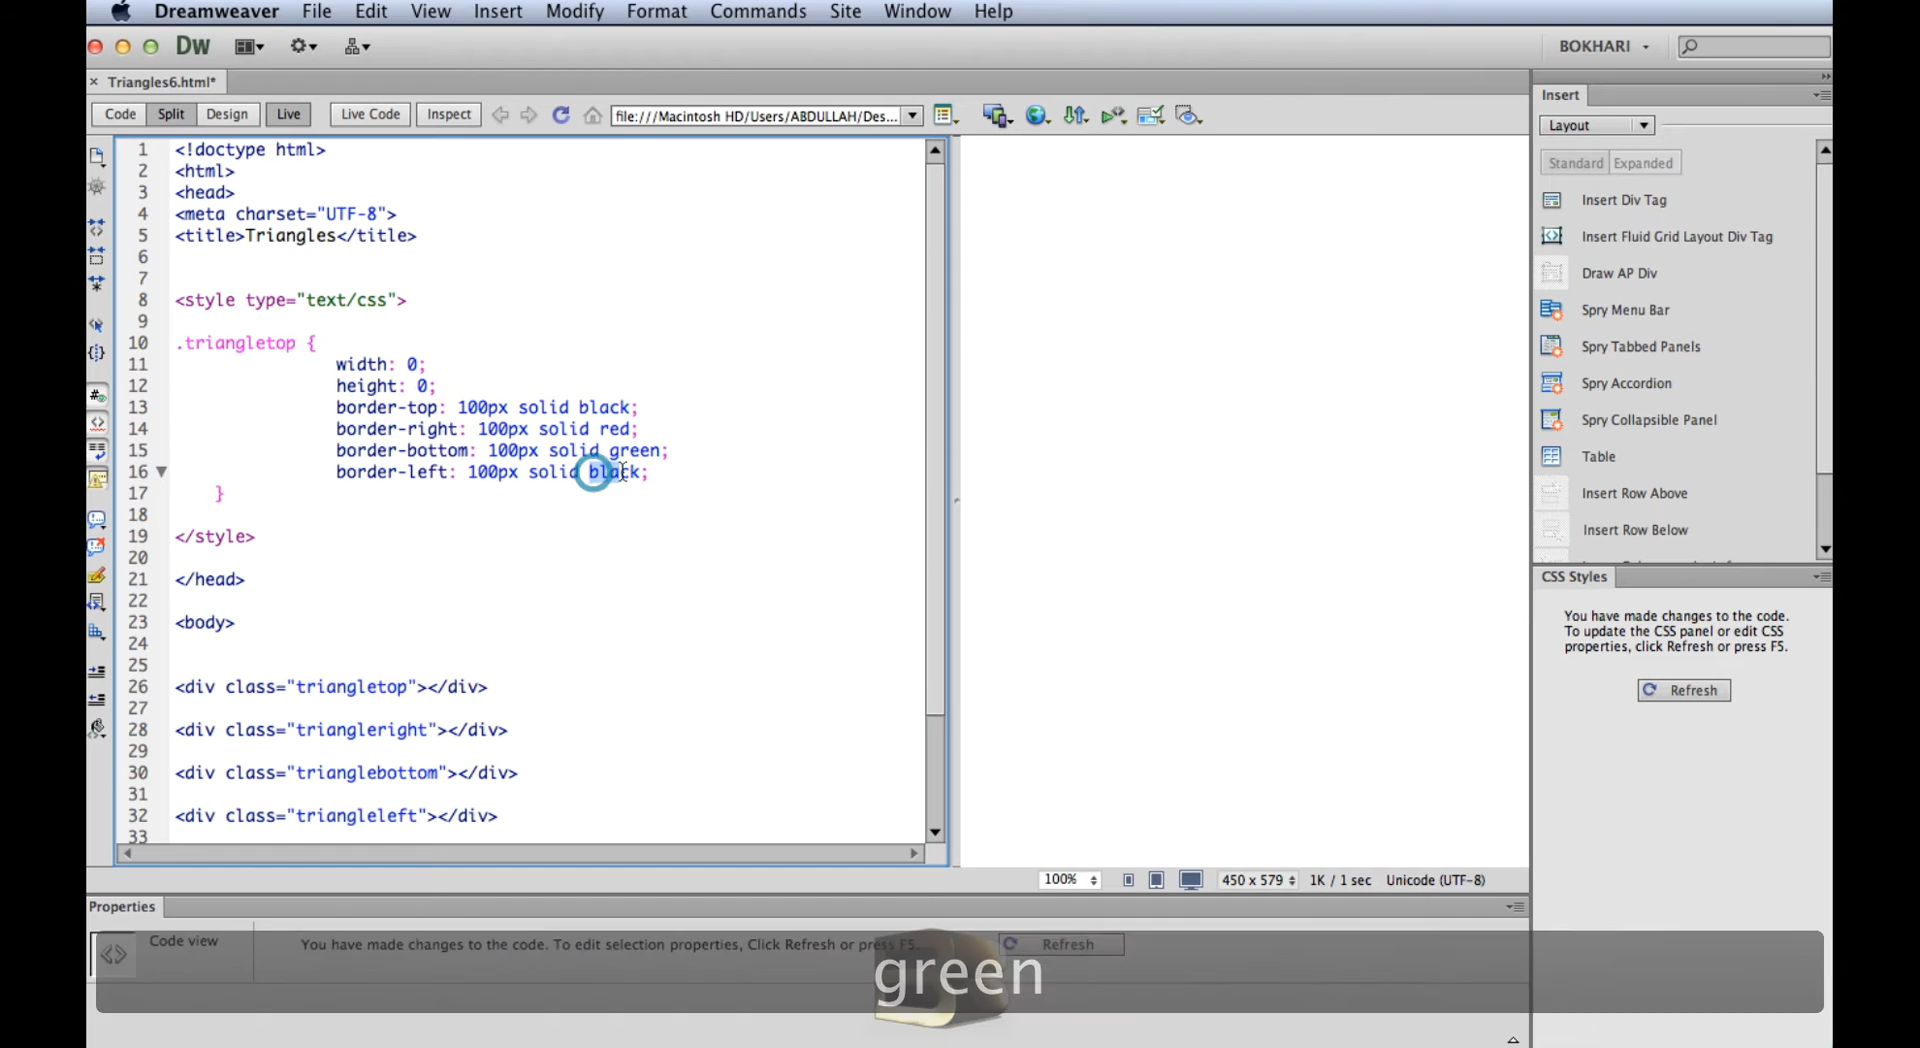 Dreamweaver File Edit View Insert Modify Format Commands Site Window Help
Dw BOKHARI
Triangles6.html*
Code Split Design Live Live Code Inspect file:///Macintosh HD/Users/ABDULLAH/Des...
1 <!doctype html>
2 <html>
3 <head>
4 <meta charset="UTF-8">
5 <title>Triangles</title>
6
7
8 <style type="text/css">
9
10 .triangletop {
11 width: 0;
12 height: 0;
13 border-top: 100px solid black;
14 border-right: 100px solid red;
15 border-bottom: 100px solid green;
16 border-left: 100px solid black;
17 }
18
19 </style>
20
21 </head>
22
23 <body>
24
25
26 <div class="triangletop"></div>
27
28 <div class="triangleright"></div>
29
30 <div class="trianglebottom"></div>
31
32 <div class="triangleleft"></div>
33
100% 450 x 579 1K / 1 sec Unicode (UTF-8)
Insert
Layout
Standard Expanded
Insert Div Tag
Insert Fluid Grid Layout Div Tag
Draw AP Div
Spry Menu Bar
Spry Tabbed Panels
Spry Accordion
Spry Collapsible Panel
Table
Insert Row Above
Insert Row Below
CSS Styles
You have made changes to the code.
To update the CSS panel or edit CSS
properties, click Refresh or press F5.
Refresh
Properties
Code view You have made changes to the code. To edit selection properties, Click Refresh or press F5. Refresh
green